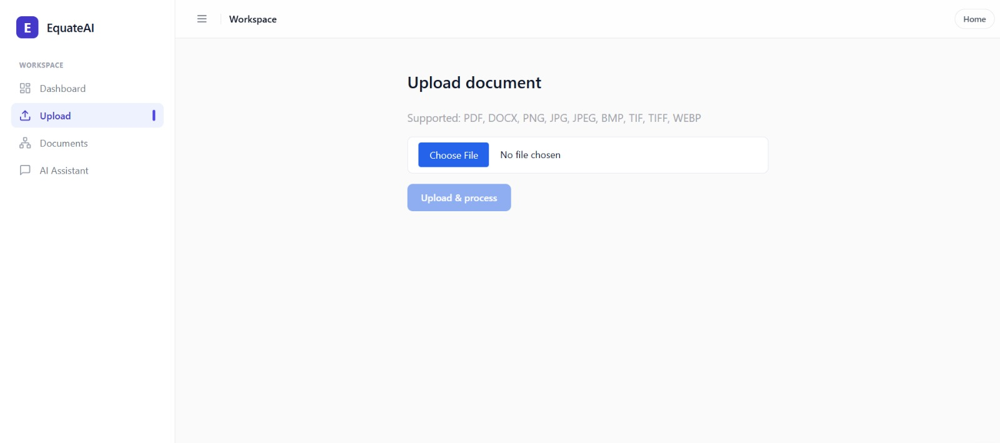 E EquateAI
WORKSPACE
Dashboard
Upload
Documents
AI Assistant
Workspace
Home
Upload document
Supported: PDF, DOCX, PNG, JPG, JPEG, BMP, TIF, TIFF, WEBP
Choose File No file chosen
Upload & process